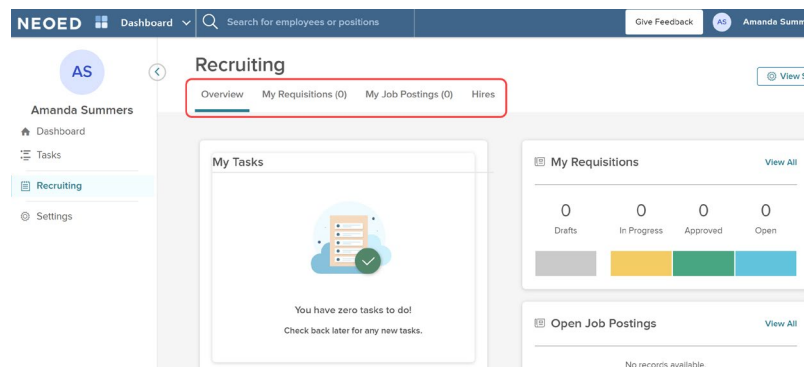 NEOED Dashboard Search for employees or positions Give Feedback AS Amanda Summ
AS
Amanda Summers
Dashboard
Tasks
Recruiting
Settings
Recruiting
View S
Overview My Requisitions (0) My Job Postings (0) Hires
My Tasks
You have zero tasks to do!
Check back later for any new tasks.
My Requisitions View All
0 0 0 0
Drafts In Progress Approved Open
Open Job Postings View All
No records available